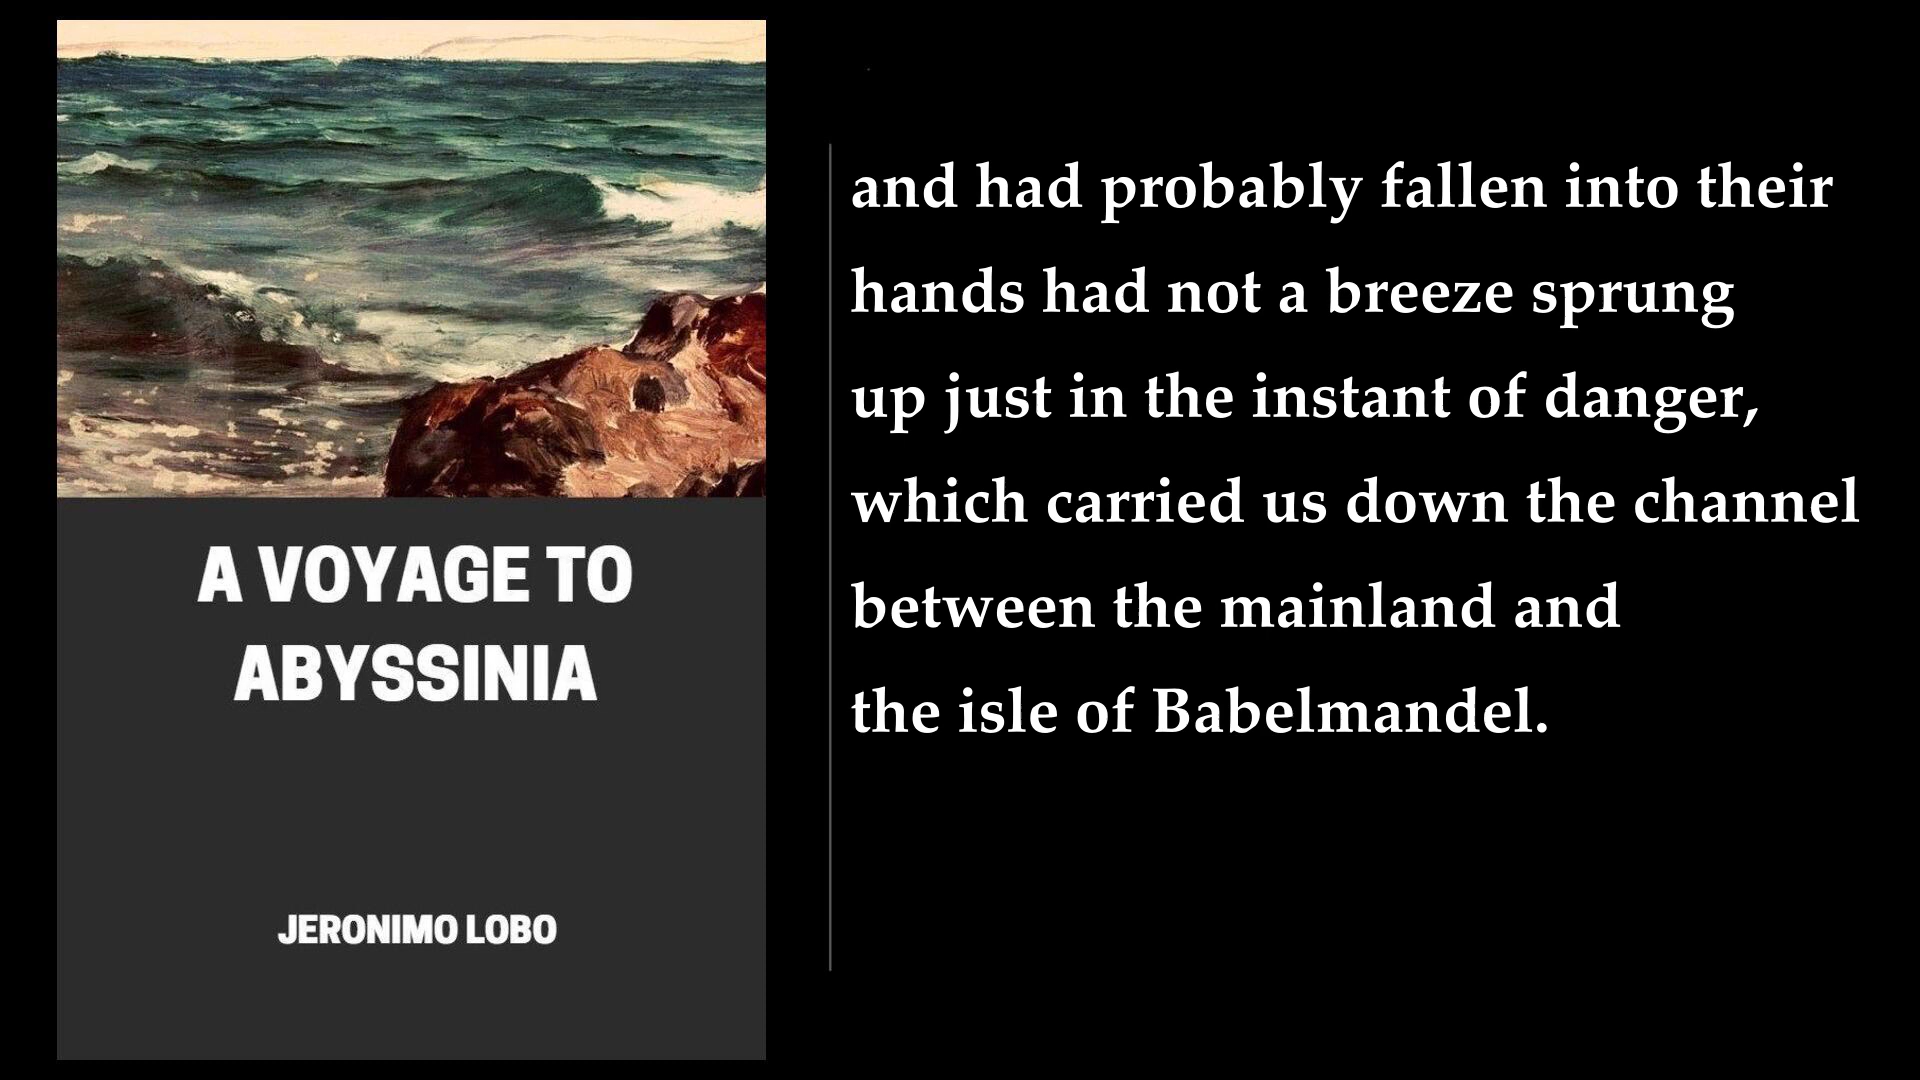 A VOYAGE TO
ABYSSINIA
JERONIMO LOBO
and had probably fallen into their
hands had not a breeze sprung
up just in the instant of danger,
which carried us down the channel
between the mainland and
the isle of Babelmandel.